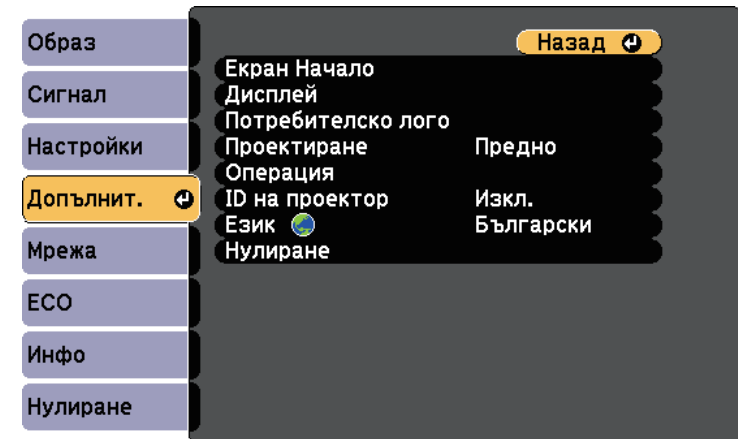 Образ
Сигнал
Настройки
Допълнит.
Мрежа
ECO
Инфо
Нулиране
Назад
Екран Начало
Дисплей
Потребителско лого
Проектиране Предно
Операция
ID на проектор Изкл.
Език Български
Нулиране